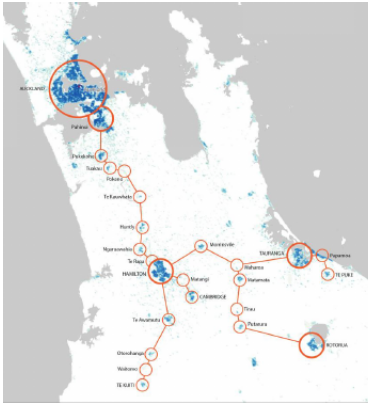 AUCKLAND
Pukekohe
Tuakau
Pokeno
Te Kauwhata
Huntly
Ngaruawahia
Te Rapa
HAMILTON
Morrinsville
Matangi
CAMBRIDGE
Waharoa
Matamata
TAURANGA
Papamoa
TE PUKE
Tirau
Putaruru
ROTORUA
Te Awamutu
Otorohanga
TE KUITI